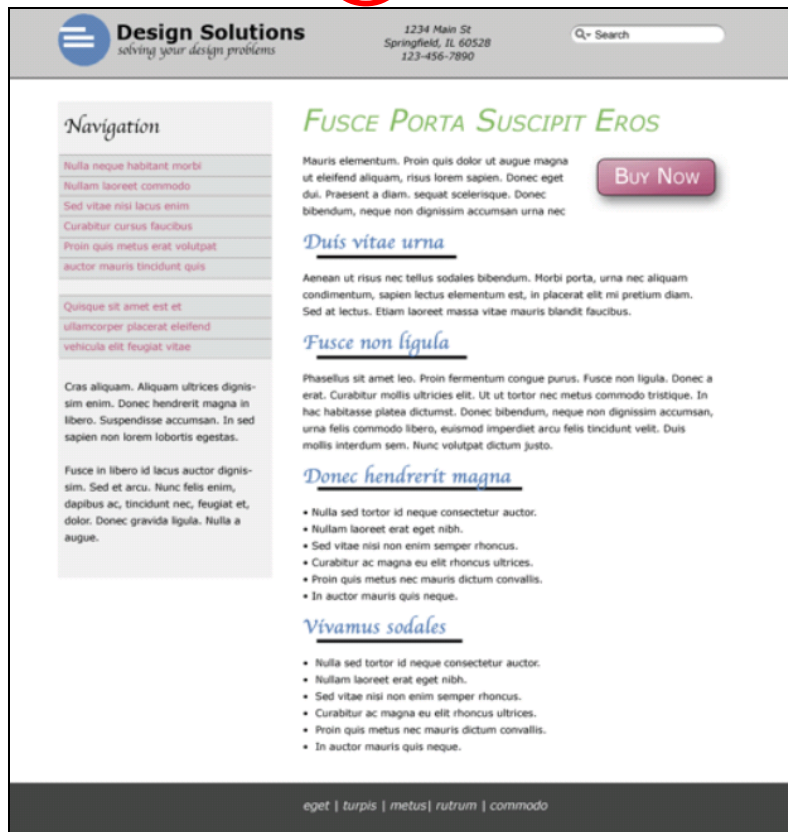 Design Solutions
solving your design problems
1234 Main St
Springfield, IL 60528
123-456-7890
Search
Navigation
Nulla neque habitant morbi
Nullam laoreet commodo
Sed vitae nisi lacus enim
Curabitur cursus faucibus
Proin quis metus erat volutpat
auctor mauris tincidunt quis
Quisque sit amet est et
ullamcorper placerat eleifend
vehicula elit feugiat vitae
Cras aliquam. Aliquam ultrices dignis-
sim enim. Donec hendrerit magna in
libero. Suspendisse accumsan. In sed
sapien non lorem lobortis egestas.
Fusce in libero id lacus auctor dignis-
sim. Sed et arcu. Nunc felis enim,
dapibus ac, tincidunt nec, feugiat et,
dolor. Donec gravida ligula. Nulla a
augue.
Fusce Porta Suscipit Eros
Mauris elementum. Proin quis dolor ut augue magna
ut eleifend aliquam, risus lorem sapien. Donec eget
dui. Praesent a diam. sequat scelerisque. Donec
bibendum, neque non dignissim accumsan urna nec
Buy Now
Duis vitae urna
Aenean ut risus nec tellus sodales bibendum. Morbi porta, urna nec aliquam
condimentum, sapien lectus elementum est, in placerat elit mi pretium diam.
Sed at lectus. Etiam laoreet massa vitae mauris blandit faucibus.
Fusce non ligula
Phasellus sit amet leo. Proin fermentum congue purus. Fusce non ligula. Donec a
erat. Curabitur mollis ultricies elit. Ut ut tortor nec metus commodo tristique. In
hac habitasse platea dictumst. Donec bibendum, neque non dignissim accumsan,
urna felis commodo libero, euismod imperdiet arcu felis tincidunt velit. Duis
mollis interdum sem. Nunc volutpat dictum justo.
Donec hendrerit magna
• Nulla sed tortor id neque consectetur auctor.
• Nullam laoreet erat eget nibh.
• Sed vitae nisi non enim semper rhoncus.
• Curabitur ac magna eu elit rhoncus ultrices.
• Proin quis metus nec mauris dictum convallis.
• In auctor mauris quis neque.
Vivamus sodales
• Nulla sed tortor id neque consectetur auctor.
• Nullam laoreet erat eget nibh.
• Sed vitae nisi non enim semper rhoncus.
• Curabitur ac magna eu elit rhoncus ultrices.
• Proin quis metus nec mauris dictum convallis.
• In auctor mauris quis neque.
eget | turpis | metus| rutrum | commodo